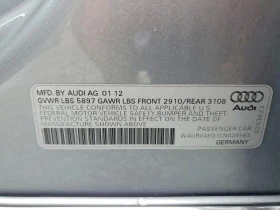 MFD BY AUDI AG 01 12
GVWR LBS 5897 GAWR LBS FRONT 2910/REAR 3108
THIS VEHICLE CONFORMS TO ALL APPLICABLE U.S.
FEDERAL MOTOR VEHICLE SAFETY BUMPER AND THEFT
PREVENTION STANDARDS IN EFFECT ON THE DATE OF
MANUFACTURE SHOWN ABOVE
Audi
PASSENGER CAR
GERMANY